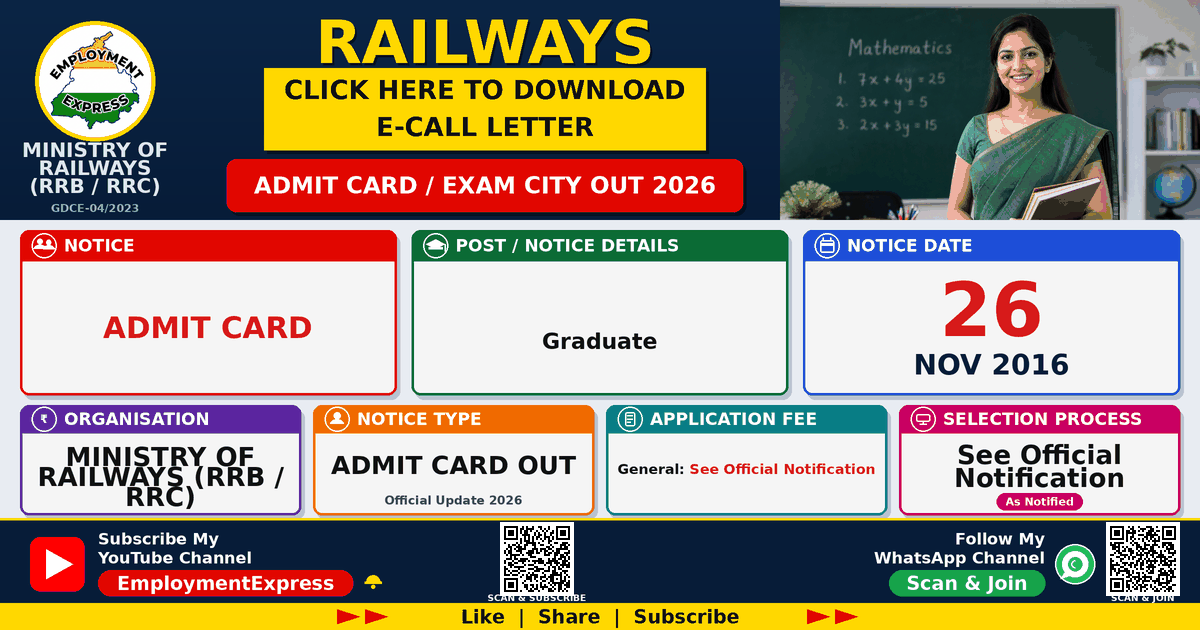 EMPLOYMENT
EXPRESS
MINISTRY OF
RAILWAYS
(RRB / RRC)
GDCE-04/2023
RAILWAYS
CLICK HERE TO DOWNLOAD
E-CALL LETTER
ADMIT CARD / EXAM CITY OUT 2026
Mathematics
1. 7x + 4y = 25
2. 3x + y = 5
3. 2x + 3y = 15
NOTICE
ADMIT CARD
POST / NOTICE DETAILS
Graduate
NOTICE DATE
26
NOV 2016
₹ ORGANISATION
MINISTRY OF
RAILWAYS (RRB /
RRC)
NOTICE TYPE
ADMIT CARD OUT
Official Update 2026
APPLICATION FEE
General: See Official Notification
SELECTION PROCESS
See Official
Notification
As Notified
Subscribe My
YouTube Channel
EmploymentExpress
SCAN & SUBSCRIBE
Follow My
WhatsApp Channel
Scan & Join
SCAN & JOIN
Like | Share | Subscribe